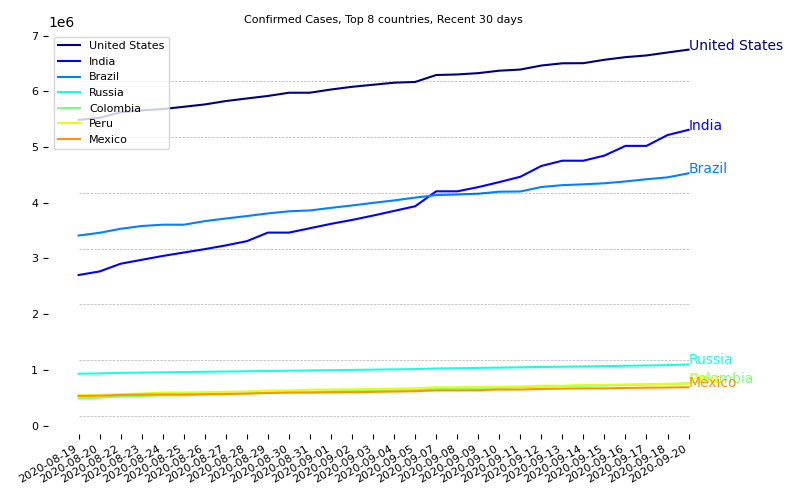 Confirmed Cases, Top 8 countries, Recent 30 days
1e6
7
6
5
4
3
2
1
0
United States
India
Brazil
Russia
Colombia
Peru
Mexico
United States
India
Brazil
Russia
Colombia
Mexico
2020-08-19
2020-08-20
2020-08-22
2020-08-23
2020-08-24
2020-08-25
2020-08-26
2020-08-27
2020-08-28
2020-08-29
2020-08-30
2020-08-31
2020-09-01
2020-09-02
2020-09-03
2020-09-04
2020-09-05
2020-09-07
2020-09-08
2020-09-09
2020-09-10
2020-09-11
2020-09-12
2020-09-13
2020-09-14
2020-09-15
2020-09-16
2020-09-17
2020-09-18
2020-09-20